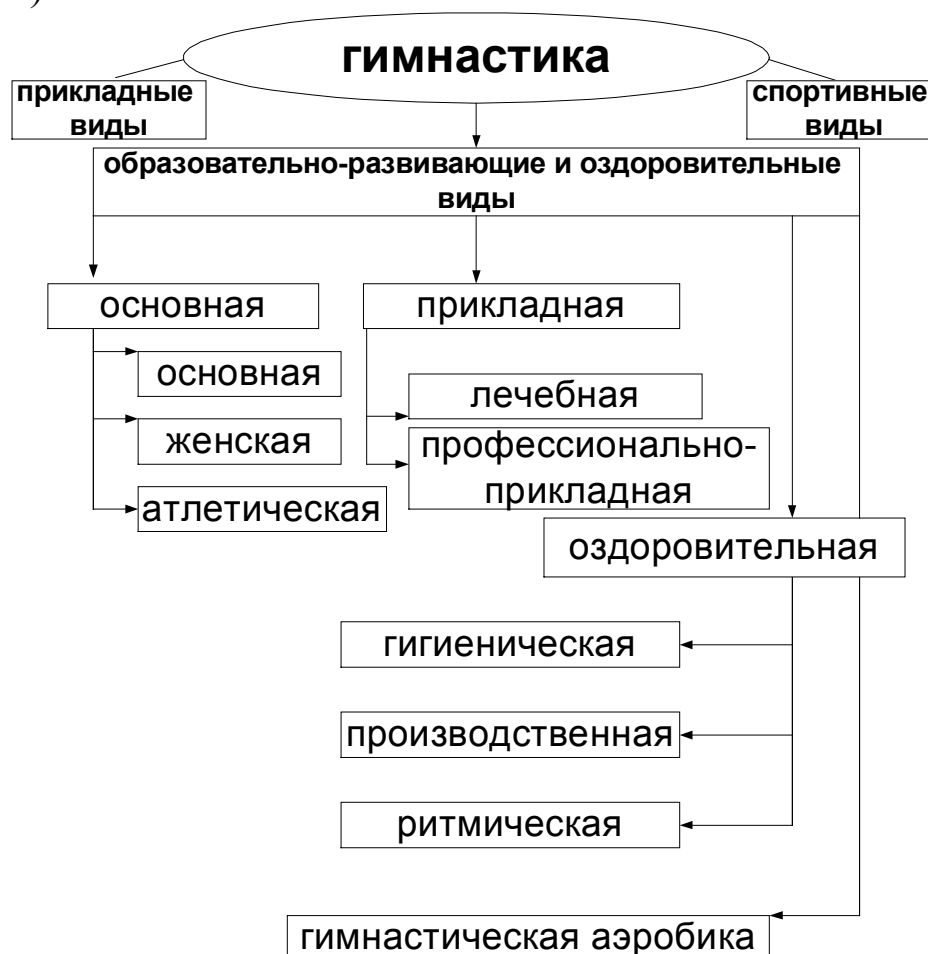 )
гимнастика
прикладные
виды
спортивные
виды
образовательно-развивающие и оздоровительные
виды
основная
прикладная
основная
лечебная
женская
профессионально-
прикладная
атлетическая
оздоровительная
гигиеническая
производственная
ритмическая
гимнастическая аэробика